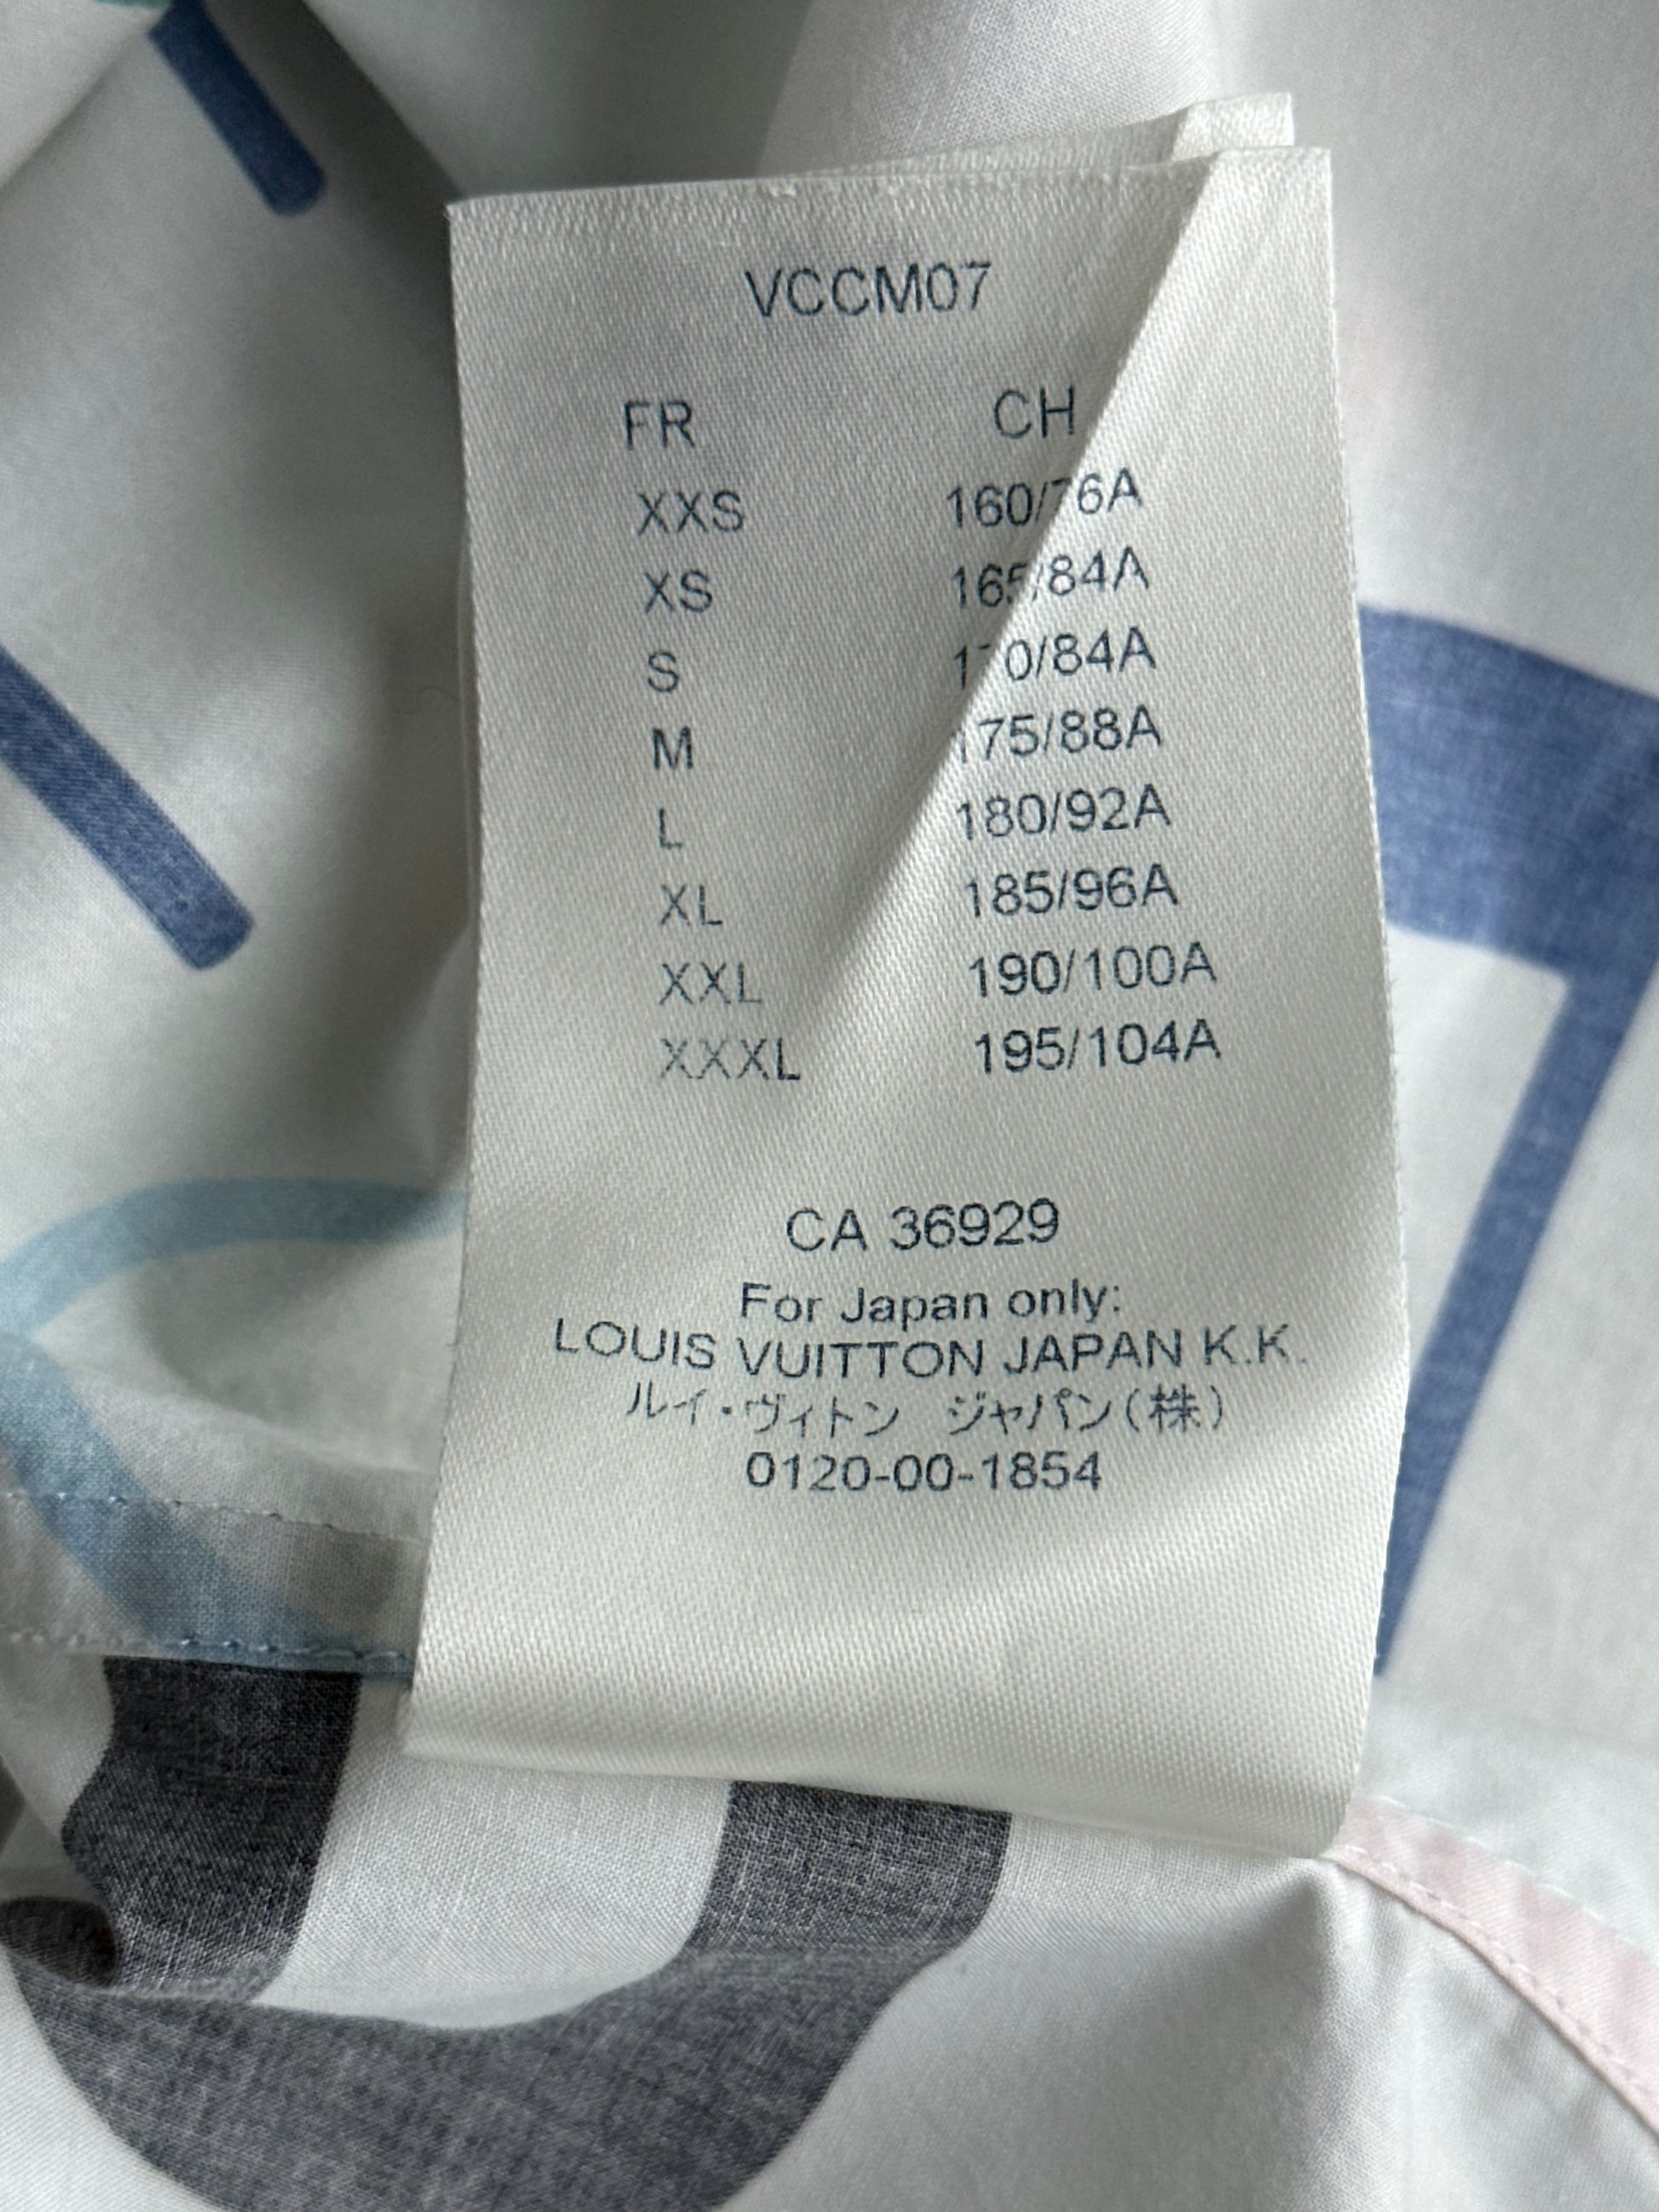 VCCM07
FR CH
XXS 160/76A
XS 165/84A
S 170/84A
M 175/88A
L 180/92A
XL 185/96A
XXL 190/100A
XXXL 195/104A
CA 36929
For Japan only:
LOUIS VUITTON JAPAN K.K.
ルイ・ヴィトン ジャパン(株)
0120-00-1854